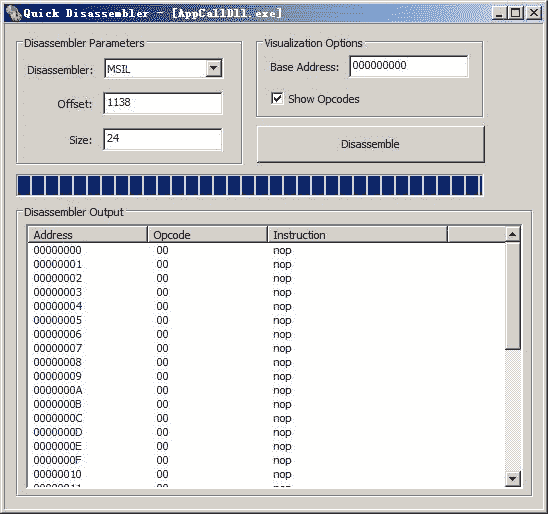 Quick Disassembler - [AppCallDll.exe]
Disassembler Parameters
Disassembler: MSIL
Offset: 1138
Size: 24
Visualization Options
Base Address: 000000000
Show Opcodes
Disassemble
Disassembler Output
Address Opcode Instruction
00000000 00 nop
00000001 00 nop
00000002 00 nop
00000003 00 nop
00000004 00 nop
00000005 00 nop
00000006 00 nop
00000007 00 nop
00000008 00 nop
00000009 00 nop
0000000A 00 nop
0000000B 00 nop
0000000C 00 nop
0000000D 00 nop
0000000E 00 nop
0000000F 00 nop
00000010 00 nop
00000011 00 nop